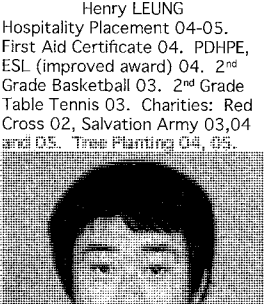 Henry LEUNG
Hospitality Placement 04-05.
First Aid Certificate 04. PDHPE,
ESL (improved award) 04. 2nd
Grade Basketball 03. 2nd Grade
Table Tennis 03. Charities: Red
Cross 02, Salvation Army 03,04
and 05. Tree Planting 04, 05.